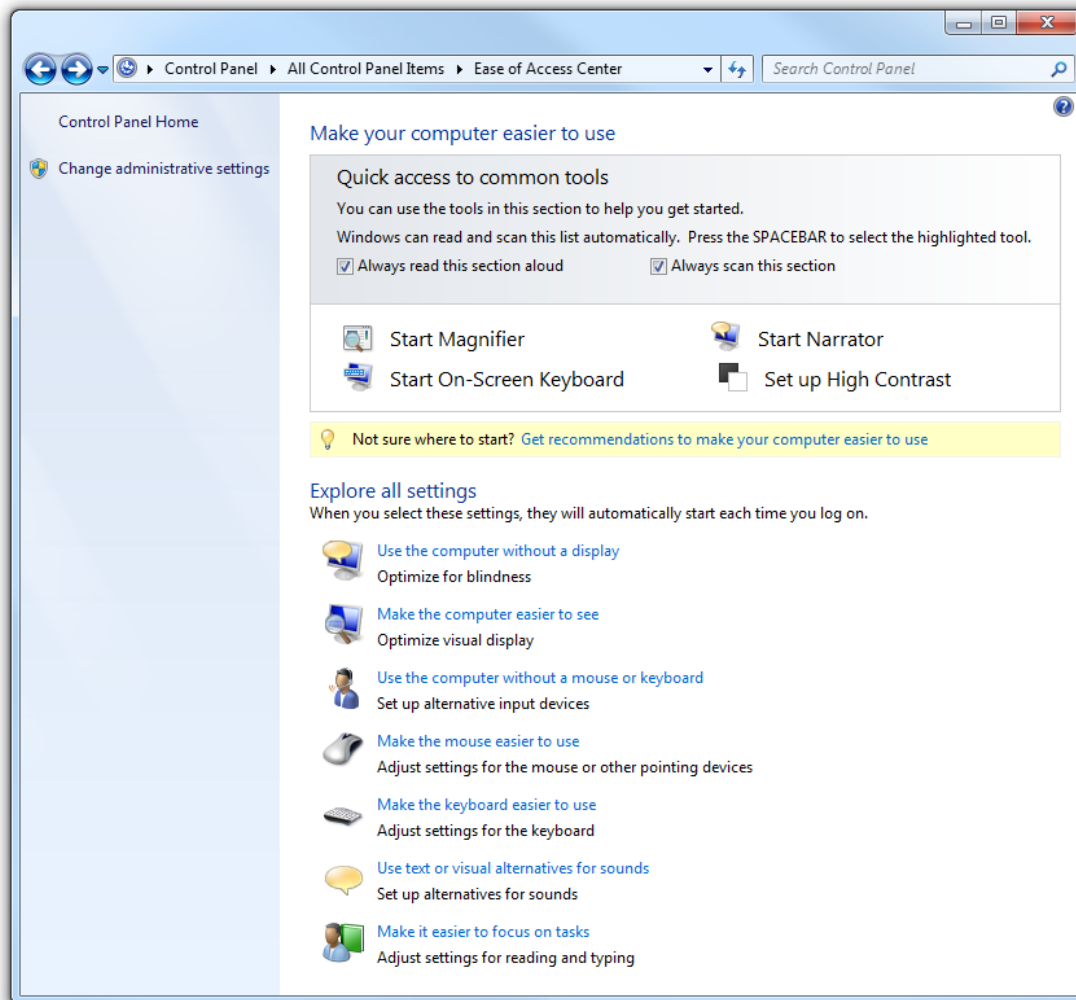 Control Panel All Control Panel Items Ease of Access Center Search Control Panel
Control Panel Home
Change administrative settings
Make your computer easier to use
Quick access to common tools
You can use the tools in this section to help you get started.
Windows can read and scan this list automatically. Press the SPACEBAR to select the highlighted tool.
Always read this section aloud Always scan this section
Start Magnifier Start Narrator
Start On-Screen Keyboard Set up High Contrast
Not sure where to start? Get recommendations to make your computer easier to use
Explore all settings
When you select these settings, they will automatically start each time you log on.
Use the computer without a display
Optimize for blindness
Make the computer easier to see
Optimize visual display
Use the computer without a mouse or keyboard
Set up alternative input devices
Make the mouse easier to use
Adjust settings for the mouse or other pointing devices
Make the keyboard easier to use
Adjust settings for the keyboard
Use text or visual alternatives for sounds
Set up alternatives for sounds
Make it easier to focus on tasks
Adjust settings for reading and typing